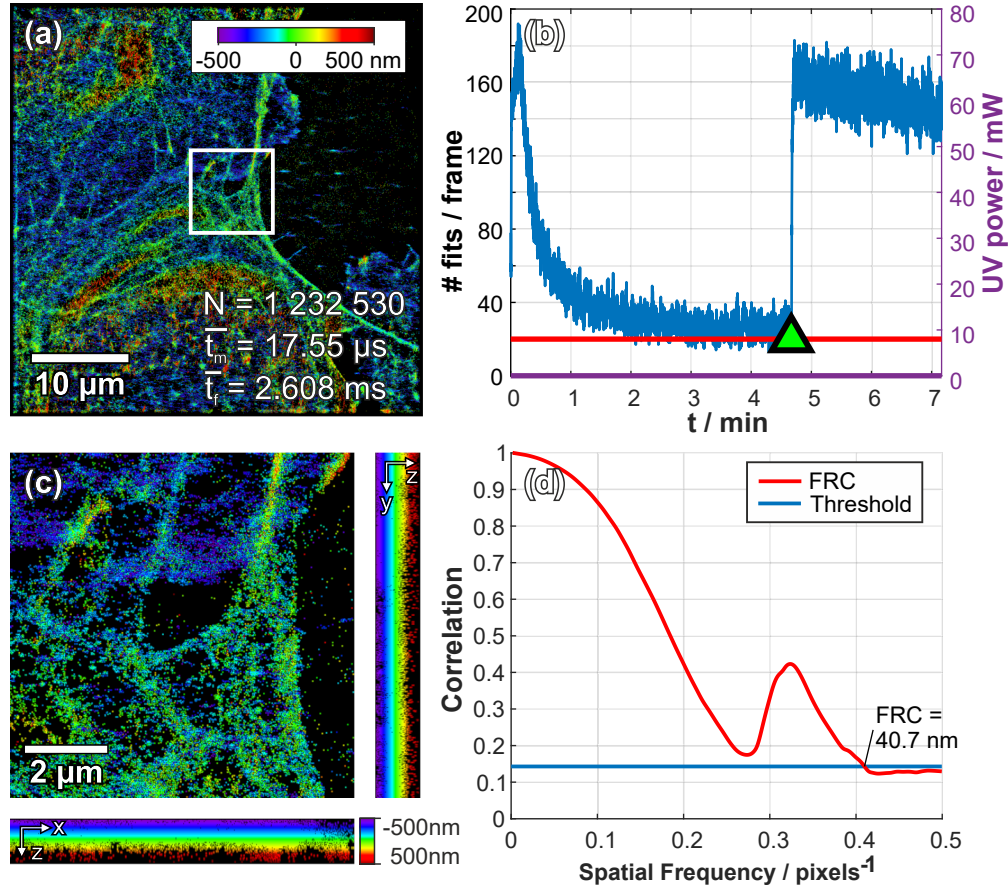 (a)
-500 0 500 nm
N = 1 232 530
t̅ₘ = 17.55 µs
t̅_f = 2.608 ms
10 µm
(b)
# fits / frame
200
160
120
80
40
0
0 1 2 3 4 5 6 7
t / min
80
70
60
50
40
30
20
10
0
UV power / mW
(c)
2 µm
z
y
x
z
-500nm
500nm
(d)
Correlation
1
0.9
0.8
0.7
0.6
0.5
0.4
0.3
0.2
0.1
0
0 0.1 0.2 0.3 0.4 0.5
Spatial Frequency / pixels⁻¹
FRC
Threshold
FRC =
40.7 nm